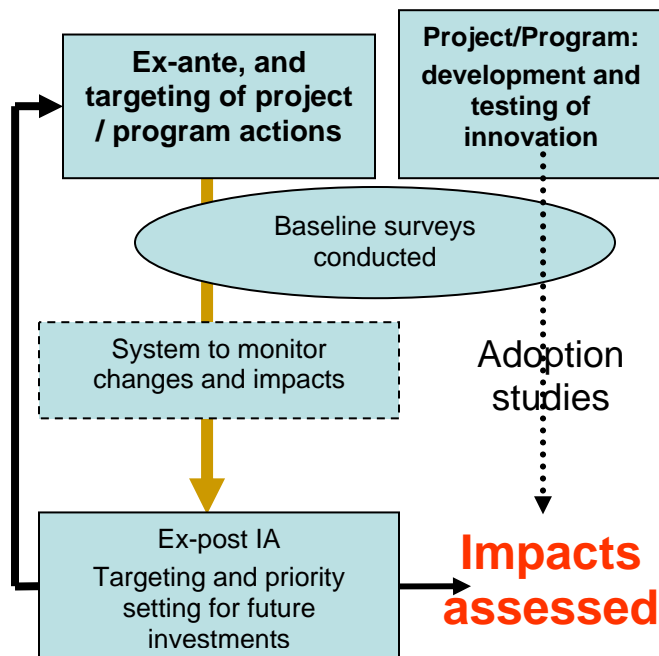 Ex-ante, and
targeting of project
/ program actions
Project/Program:
development and
testing of
innovation
Baseline surveys
conducted
System to monitor
changes and impacts
Adoption
studies
Ex-post IA
Targeting and priority
setting for future
investments
Impacts
assessed